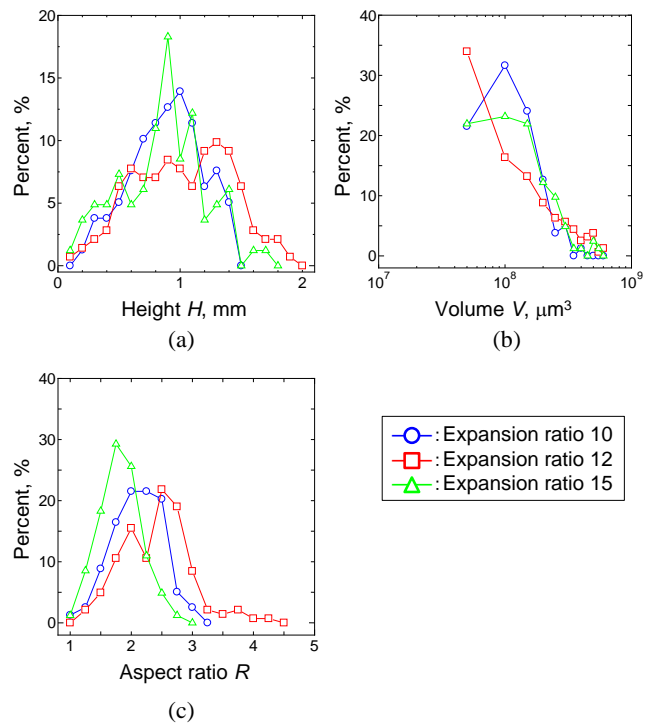 20
15
10
5
0
Percent, %
0 1 2
Height H, mm
(a)
40
30
20
10
0
Percent, %
10⁷ 10⁸ 10⁹
Volume V, μm³
(b)
40
30
20
10
0
Percent, %
1 2 3 4 5
Aspect ratio R
(c)
: Expansion ratio 10
: Expansion ratio 12
: Expansion ratio 15